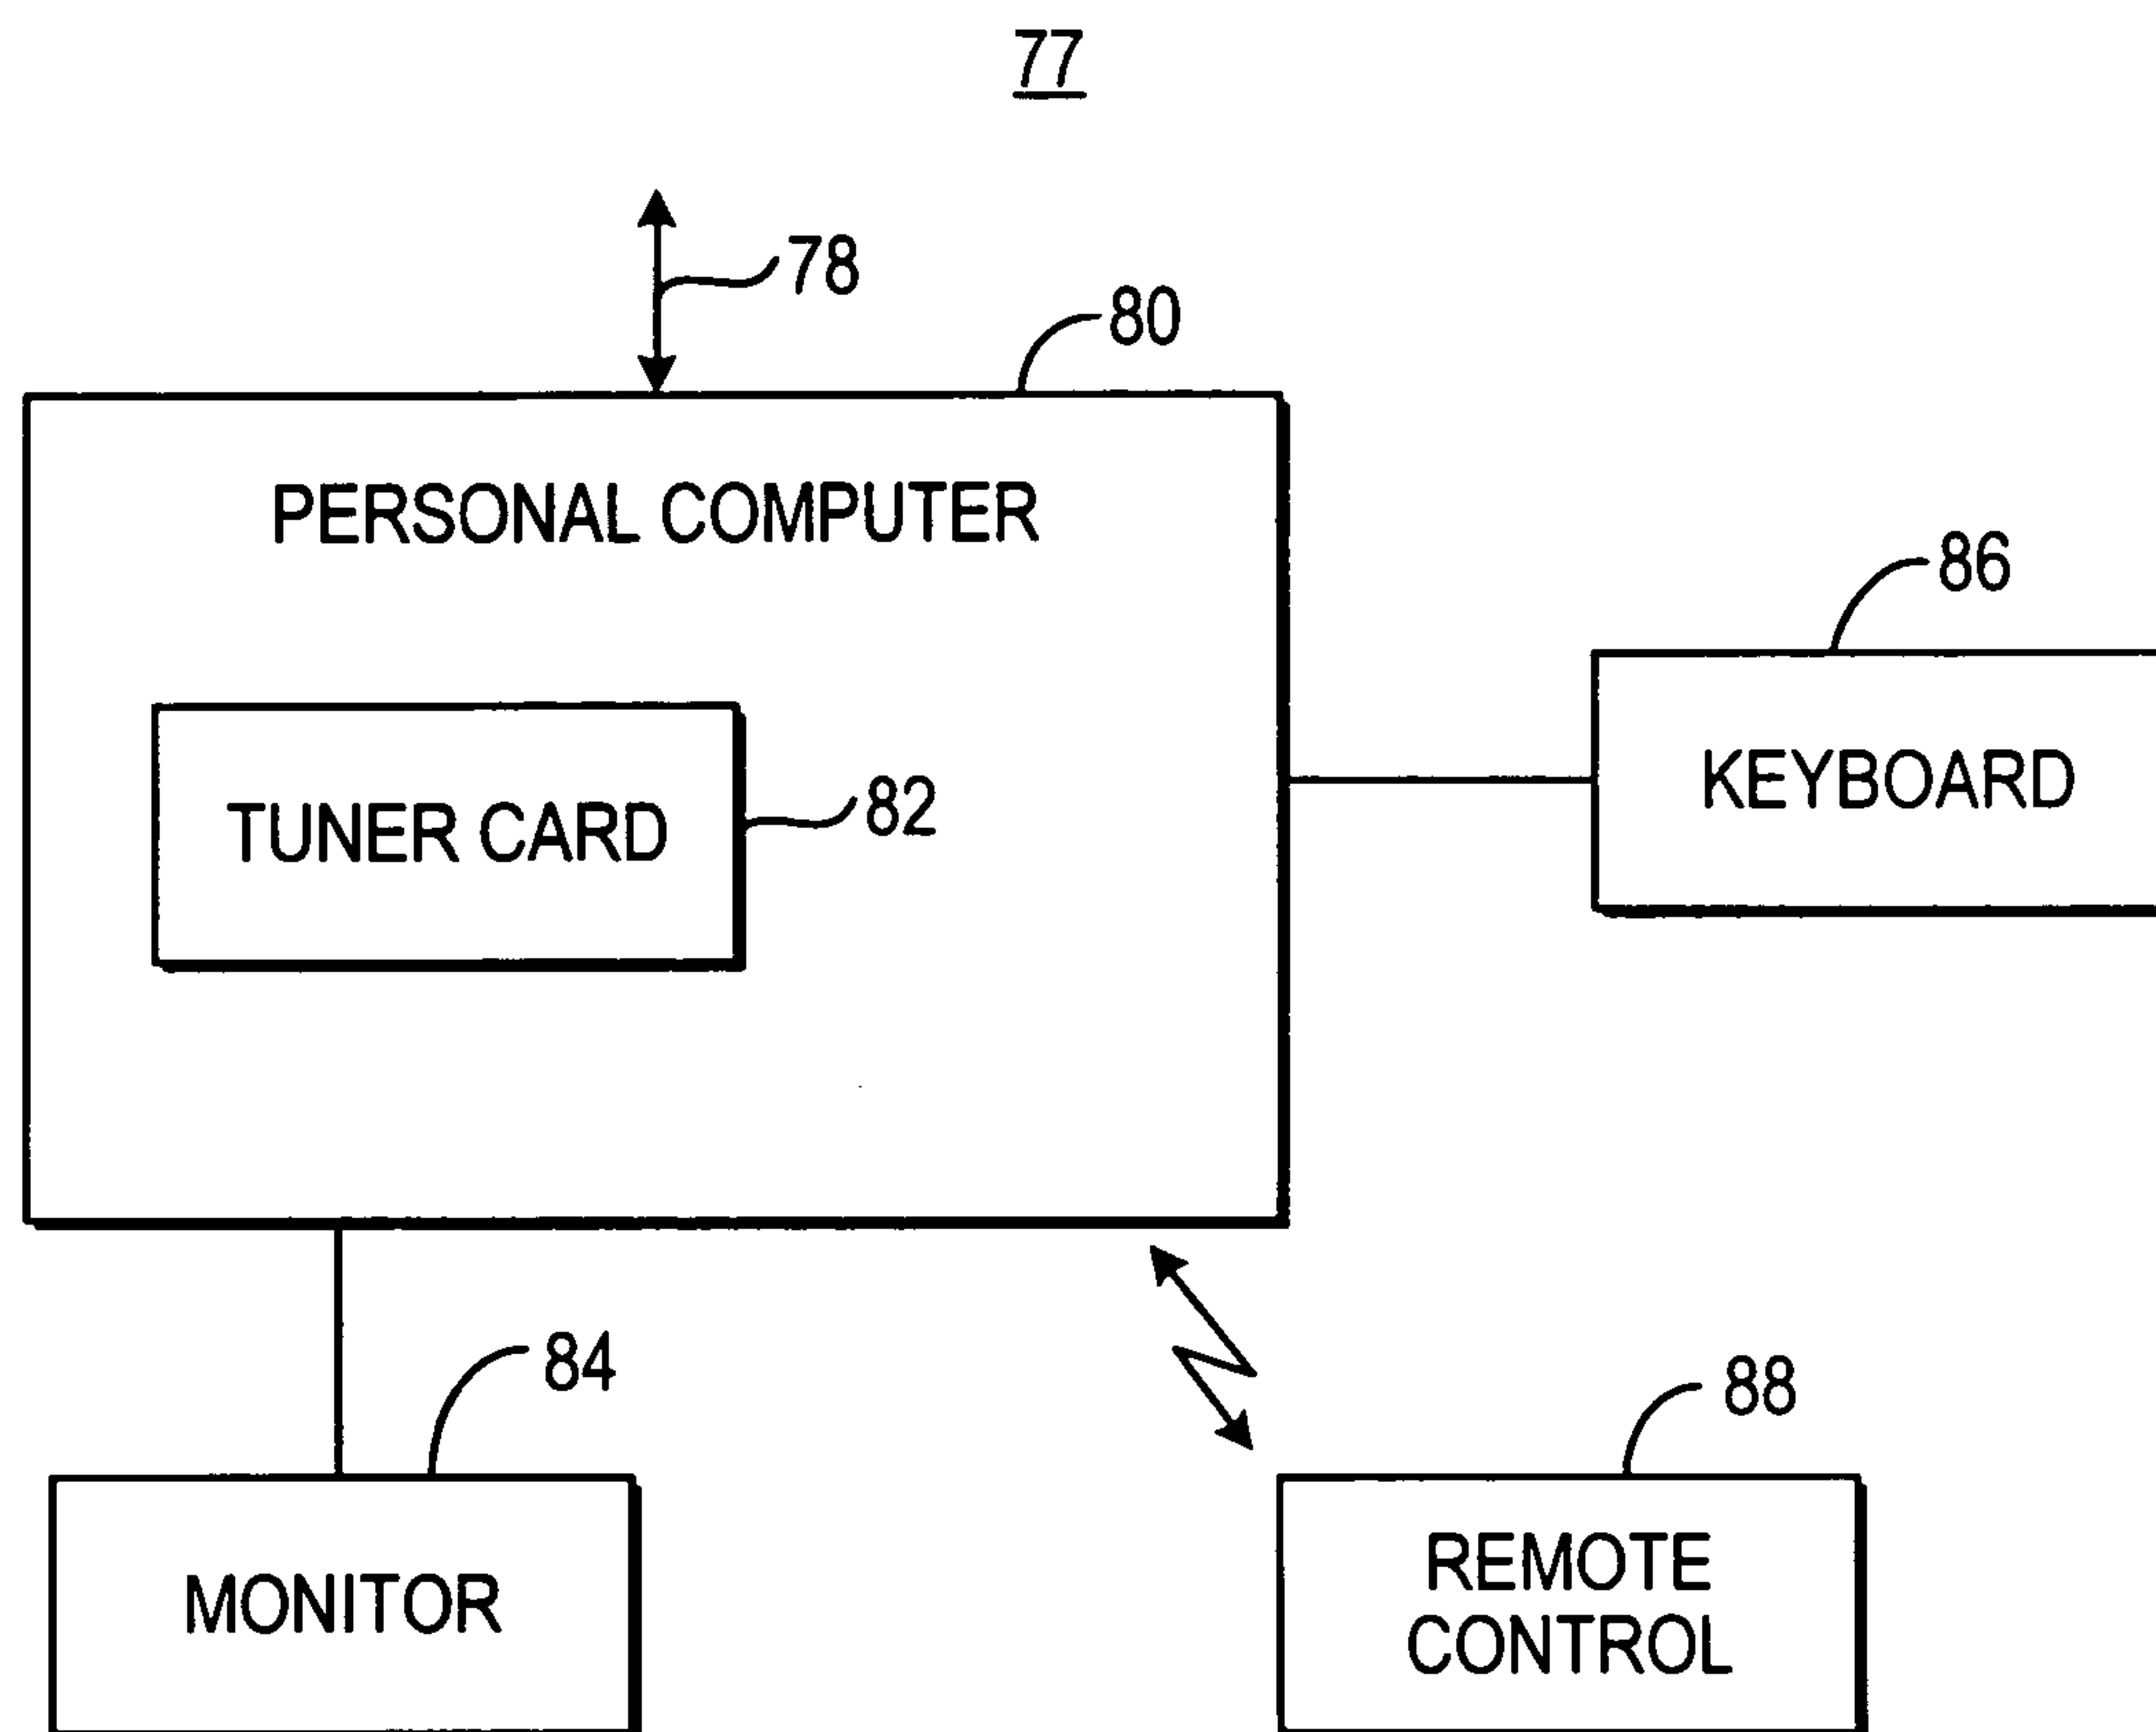 77
78
80
PERSONAL COMPUTER
86
KEYBOARD
TUNER CARD
82
84
88
MONITOR
REMOTE
CONTROL